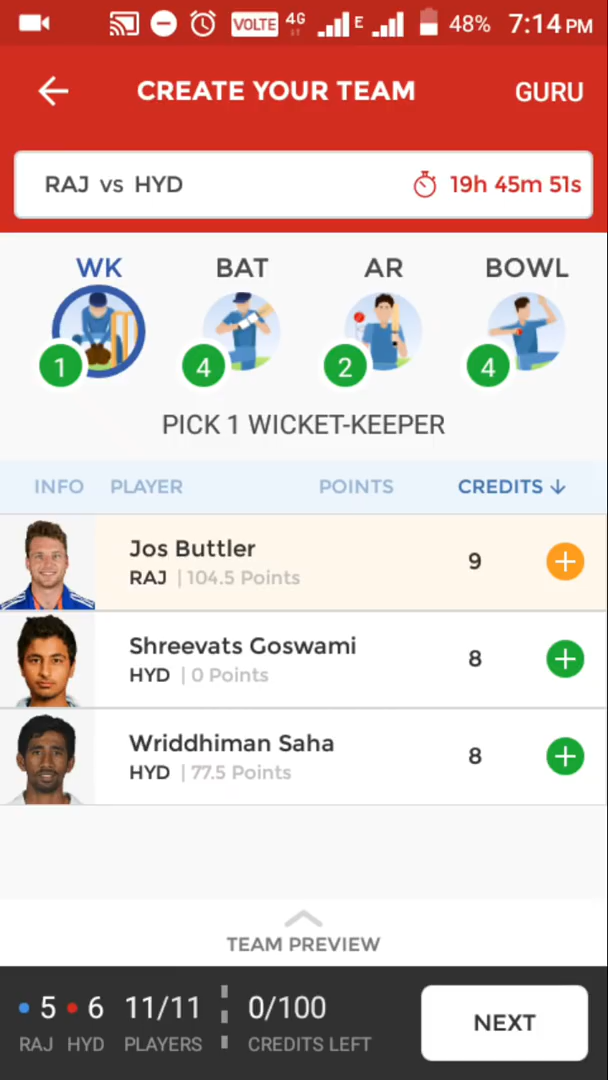 VOLTE 4G E 48% 7:14 PM
CREATE YOUR TEAM GURU
RAJ vs HYD 19h 45m 51s
WK BAT AR BOWL
1 4 2 4
PICK 1 WICKET-KEEPER
INFO PLAYER POINTS CREDITS ↓
Jos Buttler 9
RAJ | 104.5 Points
Shreevats Goswami 8
HYD | 0 Points
Wriddhiman Saha 8
HYD | 77.5 Points
TEAM PREVIEW
5 6 11/11 0/100
RAJ HYD PLAYERS CREDITS LEFT
NEXT